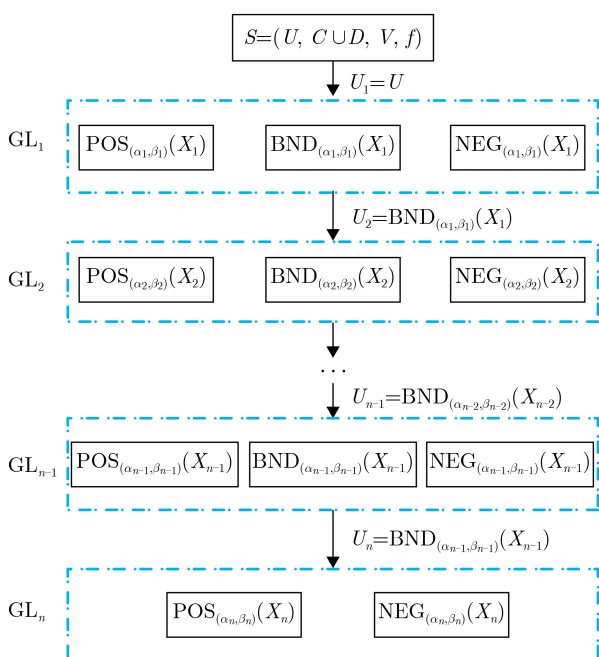 S=(U, C∪D, V, f)
U₁=U
GL₁ POS₍α₁,β₁₎(X₁) BND₍α₁,β₁₎(X₁) NEG₍α₁,β₁₎(X₁)
U₂=BND₍α₁,β₁₎(X₁)
GL₂ POS₍α₂,β₂₎(X₂) BND₍α₂,β₂₎(X₂) NEG₍α₂,β₂₎(X₂)
...
Uₙ₋₁=BND₍αₙ₋₂,βₙ₋₂₎(Xₙ₋₂)
GLₙ₋₁ POS₍αₙ₋₁,βₙ₋₁₎(Xₙ₋₁) BND₍αₙ₋₁,βₙ₋₁₎(Xₙ₋₁) NEG₍αₙ₋₁,βₙ₋₁₎(Xₙ₋₁)
Uₙ=BND₍αₙ₋₁,βₙ₋₁₎(Xₙ₋₁)
GLₙ POS₍αₙ,βₙ₎(Xₙ) NEG₍αₙ,βₙ₎(Xₙ)